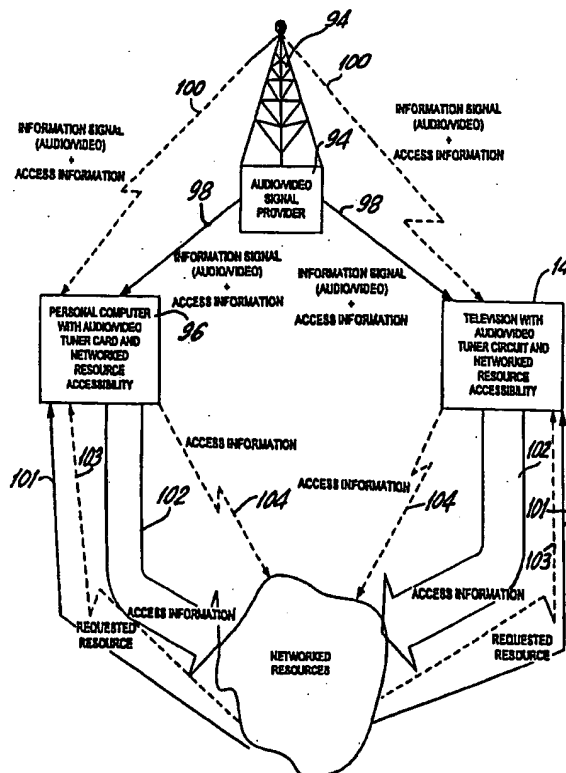 94
100
100
INFORMATION SIGNAL
(AUDIO/VIDEO)
+
ACCESS INFORMATION
INFORMATION SIGNAL
(AUDIO/VIDEO)
+
ACCESS INFORMATION
94
AUDIO/VIDEO
SIGNAL
PROVIDER
98
98
INFORMATION SIGNAL
(AUDIO/VIDEO)
+
ACCESS INFORMATION
INFORMATION SIGNAL
(AUDIO/VIDEO)
+
ACCESS INFORMATION
PERSONAL COMPUTER
WITH AUDIO/VIDEO
TUNER CARD AND
NETWORKED
RESOURCE
ACCESSIBILITY
96
14
TELEVISION WITH
AUDIO/VIDEO
TUNER CIRCUIT AND
NETWORKED
RESOURCE
ACCESSIBILITY
101
103
102
ACCESS INFORMATION
104
ACCESS INFORMATION
104
102
101
103
ACCESS INFORMATION
REQUESTED
RESOURCE
NETWORKED
RESOURCES
ACCESS INFORMATION
REQUESTED
RESOURCE